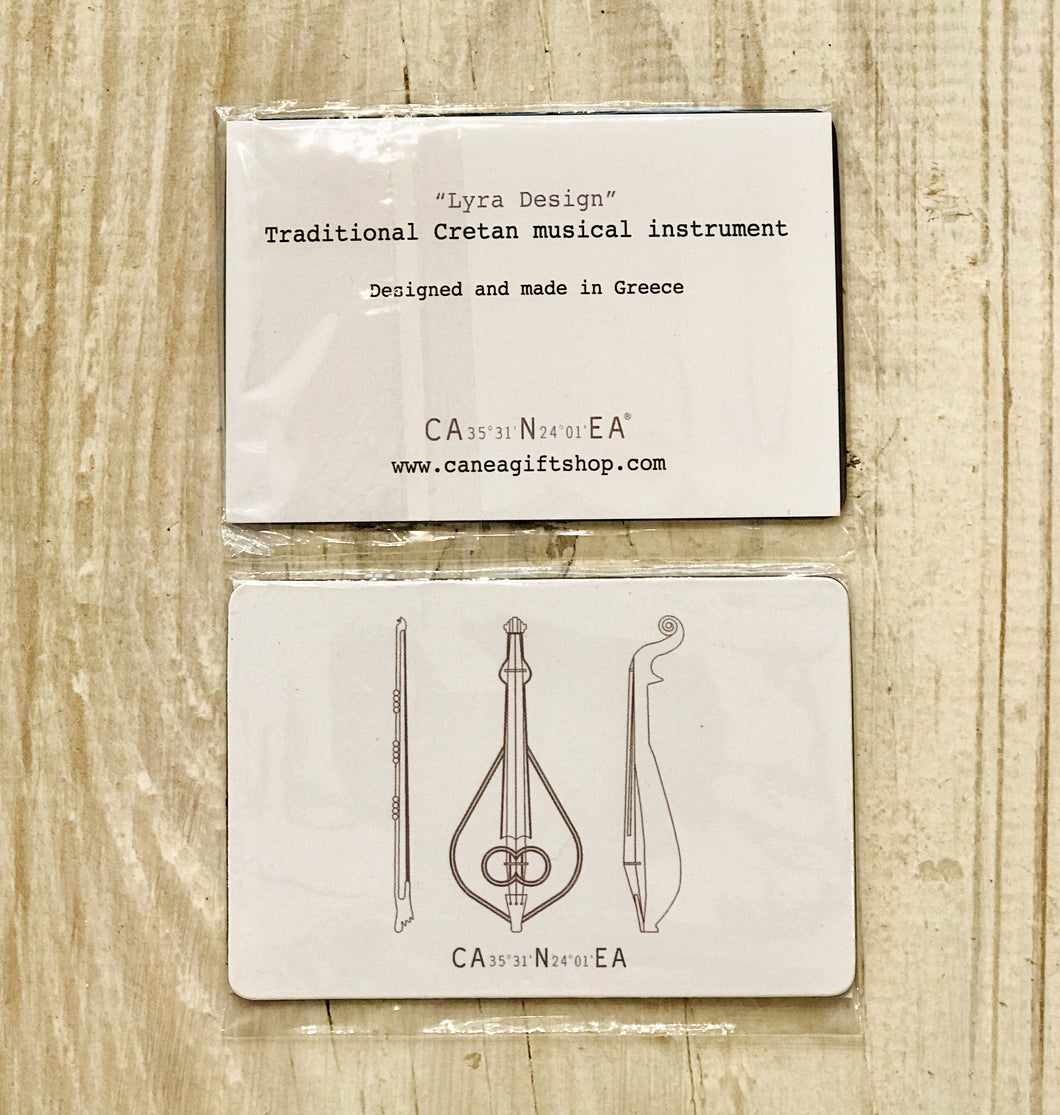 “Lyra Design”
Traditional Cretan musical instrument
Designed and made in Greece
CA35°31'N24°01'EA®
www.caneagiftshop.com
CA35°31'N24°01'EA